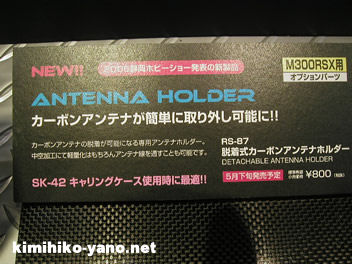 NEW!!
2006静岡ホビーショー発表の新製品
M300RSX用
オプションパーツ
ANTENNA HOLDER
カーボンアンテナが簡単に取り外し可能に!!
カーボンアンテナの脱着が可能になる専用アンテナホルダー。
中空加工にて軽量化はもちろんアンテナ線を通すことも可能です。
RS-87
脱着式カーボンアンテナホルダー
DETACHABLE ANTENNA HOLDER
SK-42 キャリングケース使用時に最適!!
5月下旬発売予定
¥800
kimihiko-yano.net